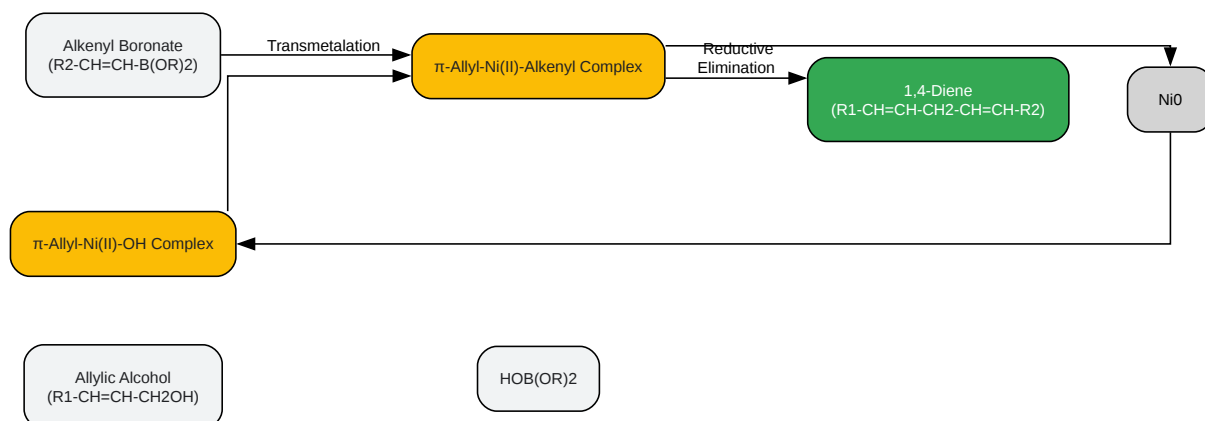 Alkenyl Boronate
(R2-CH=CH-B(OR)2)
Transmetalation
π-Allyl-Ni(II)-Alkenyl Complex
Reductive
Elimination
1,4-Diene
(R1-CH=CH-CH2-CH=CH-R2)
Ni0
π-Allyl-Ni(II)-OH Complex
Allylic Alcohol
(R1-CH=CH-CH2OH)
HOB(OR)2